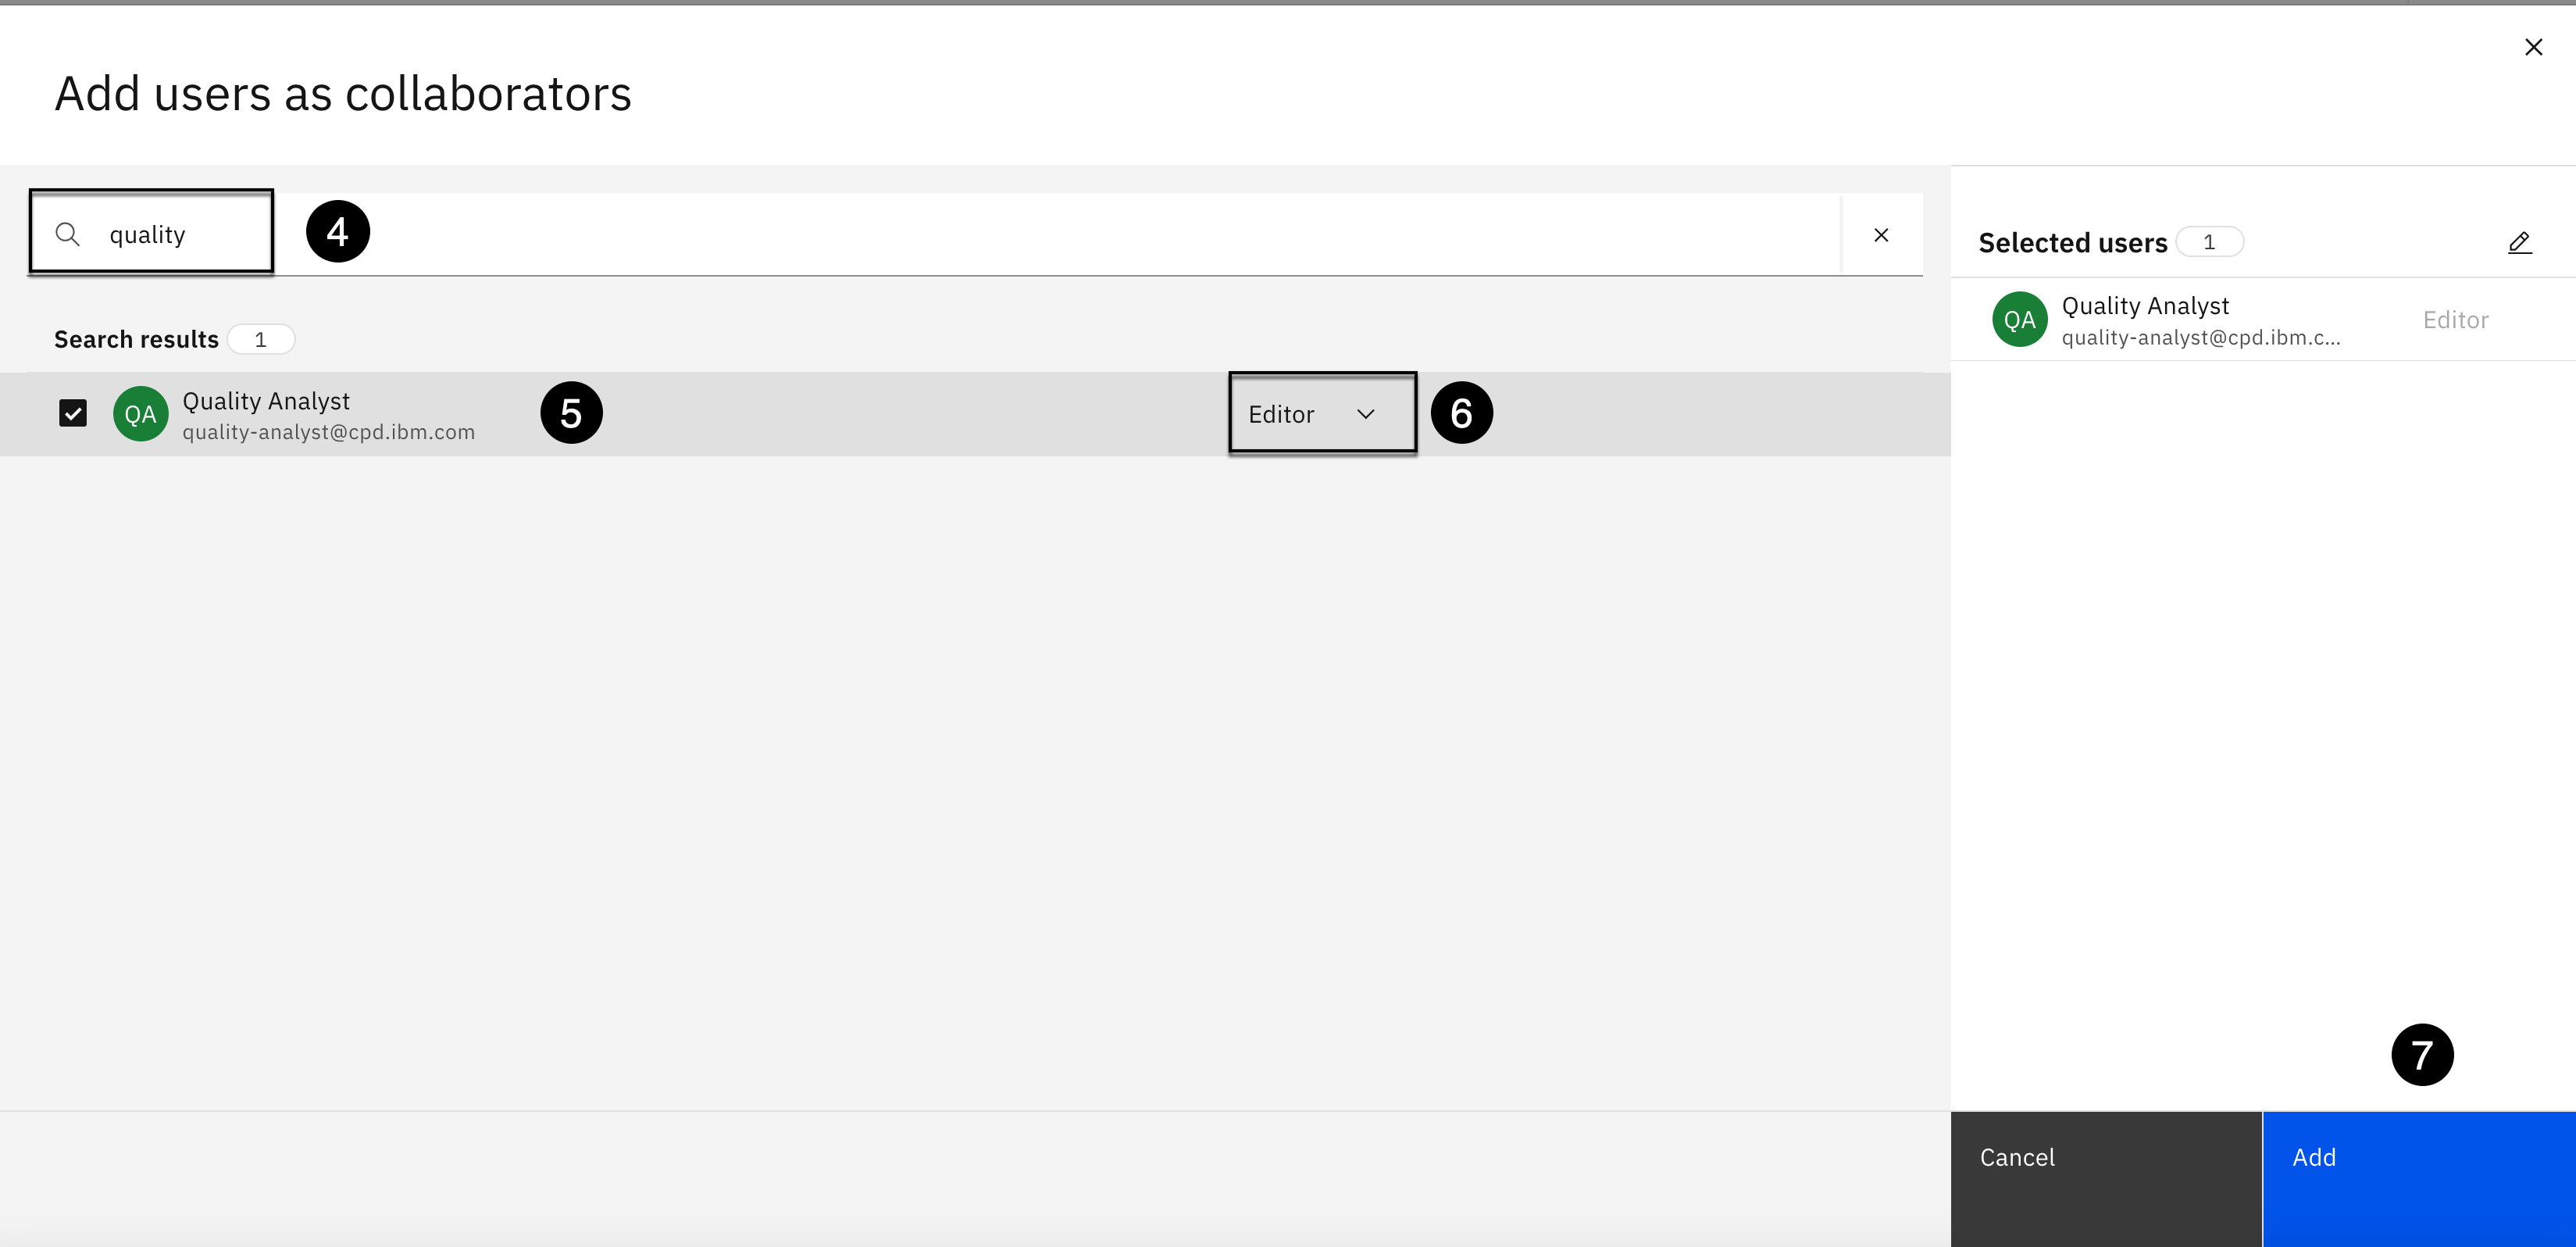 Add users as collaborators
quality
4
Search results 1
Quality Analyst
quality-analyst@cpd.ibm.com
5
Editor
6
Selected users 1
QA
Quality Analyst
quality-analyst@cpd.ibm.c...
Editor
QA
7
Cancel
Add